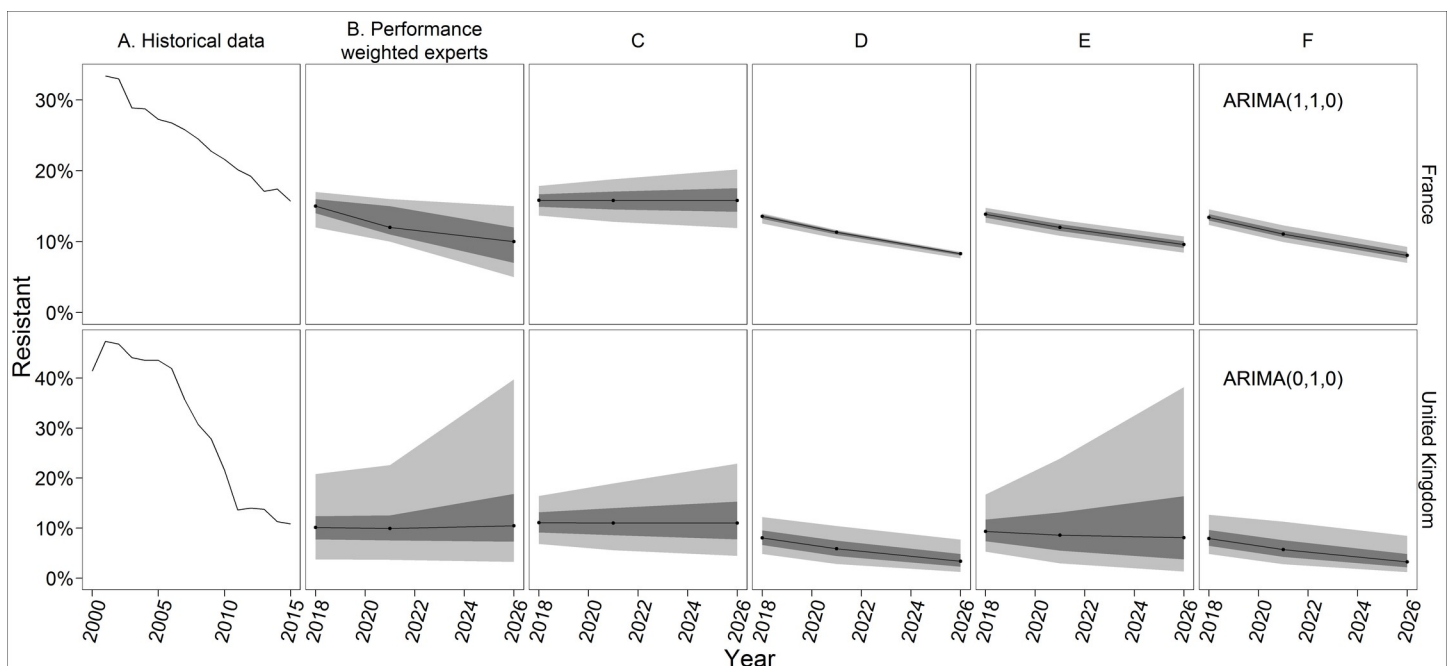 A. Historical data
B. Performance
weighted experts
C
D
E
F
Resistant
30%
20%
10%
0%
ARIMA(1,1,0)
France
40%
30%
20%
10%
0%
ARIMA(0,1,0)
United Kingdom
2000
2005
2010
2015
2018
2020
2022
2024
2026
2018
2020
2022
2024
2026
2018
2020
2022
2024
2026
2018
2020
2022
2024
2026
2018
2020
2022
2024
2026
Year